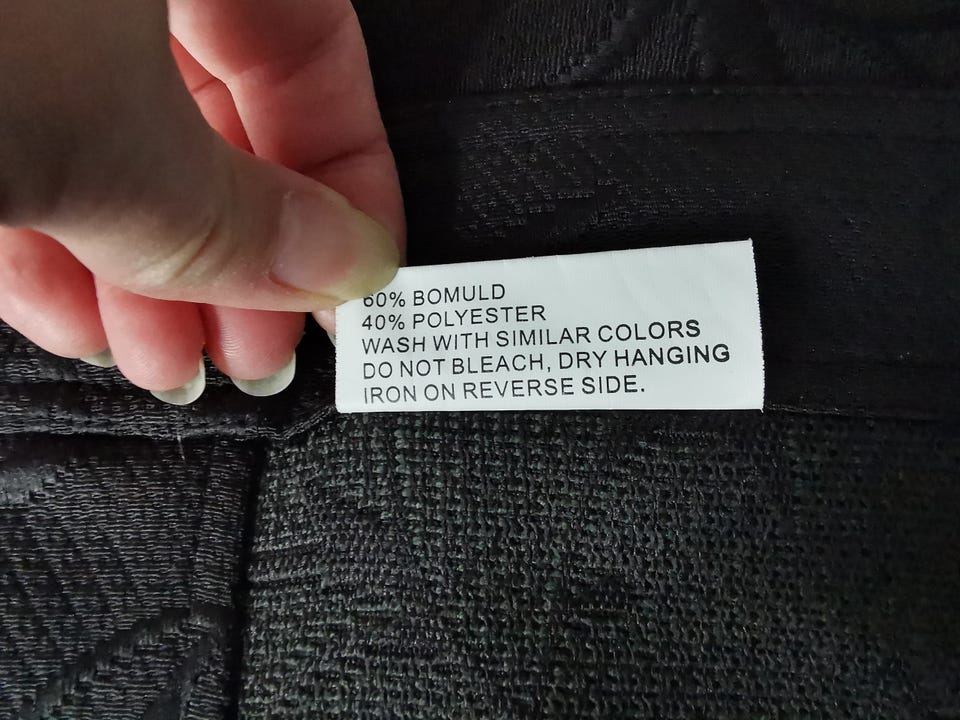 60% BOMULD
40% POLYESTER
WASH WITH SIMILAR COLORS
DO NOT BLEACH, DRY HANGING
IRON ON REVERSE SIDE.